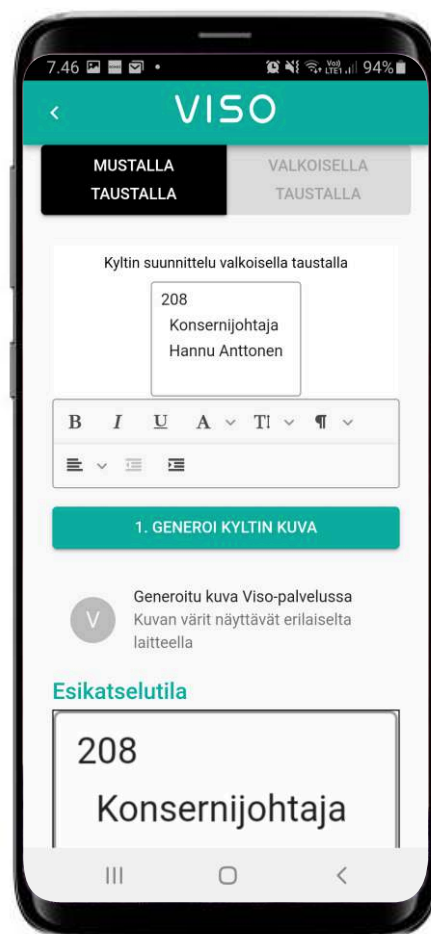 7.46
94%
VISO
MUSTALLA
TAUSTALLA
VALKOISELLA
TAUSTALLA
Kyltin suunnittelu valkoisella taustalla
208
Konsernijohtaja
Hannu Anttonen
B I U A TI ¶
1. GENEROI KYLTIN KUVA
V
Generoitu kuva Viso-palvelussa
Kuvan värit näyttävät erilaiselta
laitteella
Esikatselutila
208
Konsernijohtaja